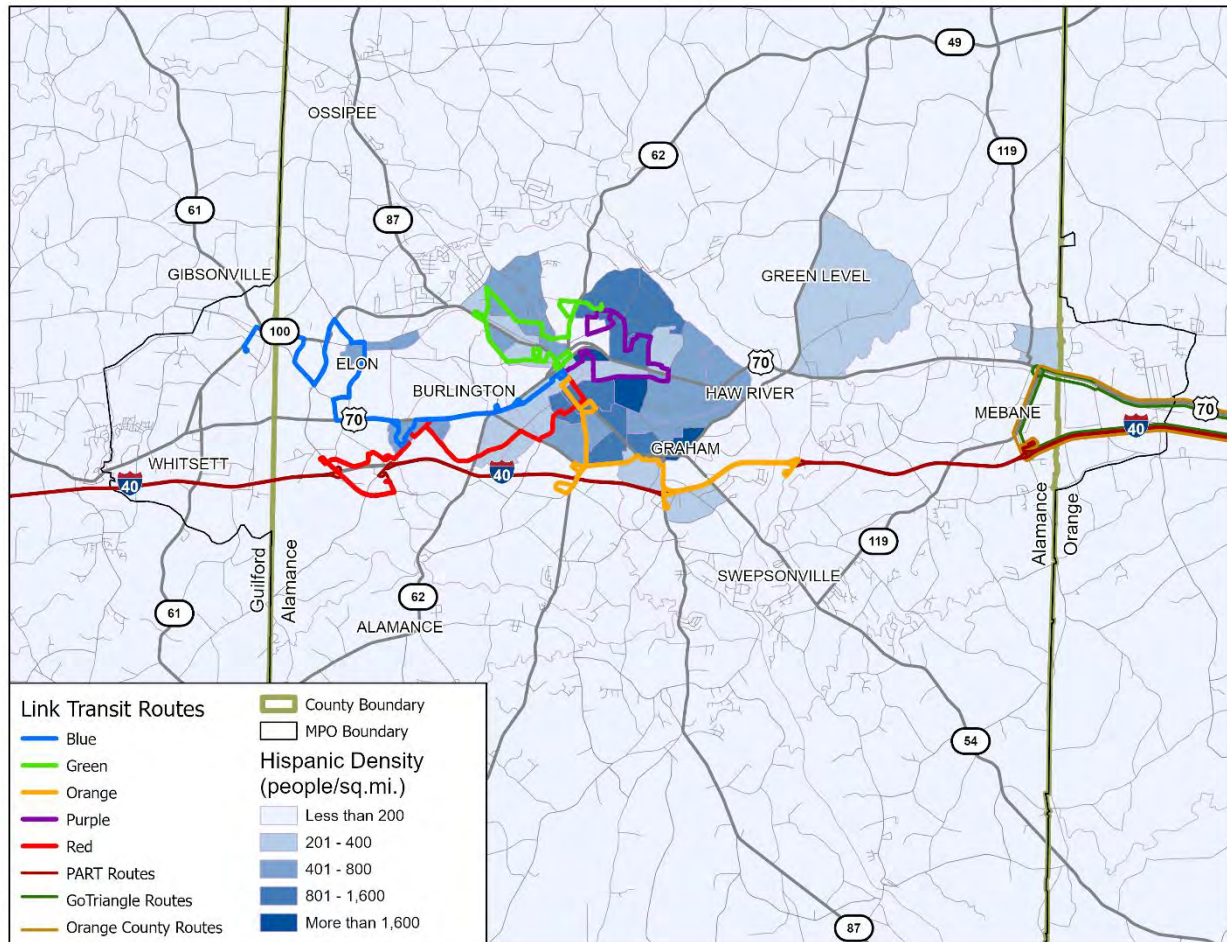 49
OSSIPEE
62
119
61
87
GIBSONVILLE
GREEN LEVEL
100
ELON
70
BURLINGTON
HAW RIVER
70
MEBANE
70
40
WHITSETT
GRAHAM
40
40
119
Guilford
Alamance
Alamance
Orange
SWEPSONVILLE
61
62
ALAMANCE
54
87
Link Transit Routes
Blue
Green
Orange
Purple
Red
PART Routes
GoTriangle Routes
Orange County Routes
County Boundary
MPO Boundary
Hispanic Density
(people/sq.mi.)
Less than 200
201 - 400
401 - 800
801 - 1,600
More than 1,600